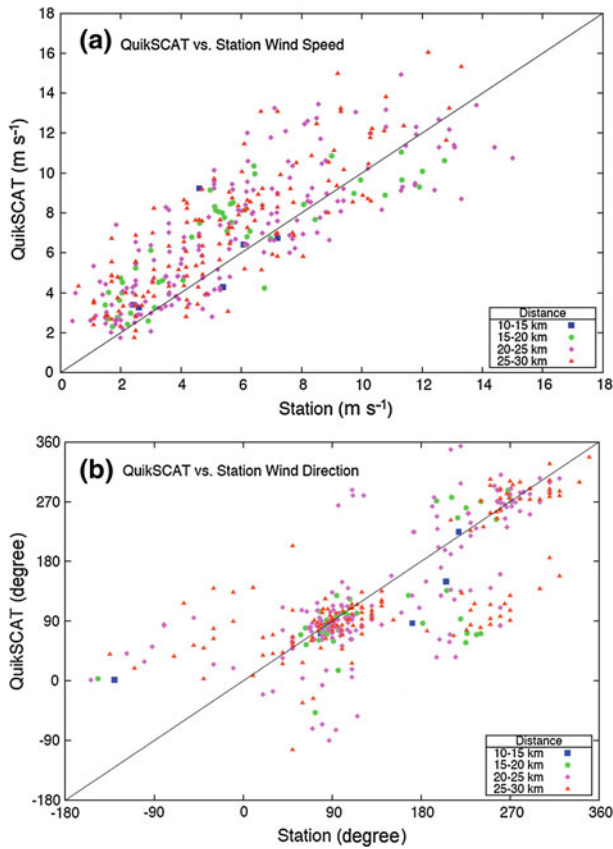 (a) QuikSCAT vs. Station Wind Speed
18
16
14
12
10
8
6
4
2
0
QuikSCAT (m s⁻¹)
Distance
10-15 km
15-20 km
20-25 km
25-30 km
0 2 4 6 8 10 12 14 16 18
Station (m s⁻¹)
(b) QuikSCAT vs. Station Wind Direction
360
270
180
90
0
-90
-180
QuikSCAT (degree)
Distance
10-15 km
15-20 km
20-25 km
25-30 km
-180 -90 0 90 180 270 360
Station (degree)